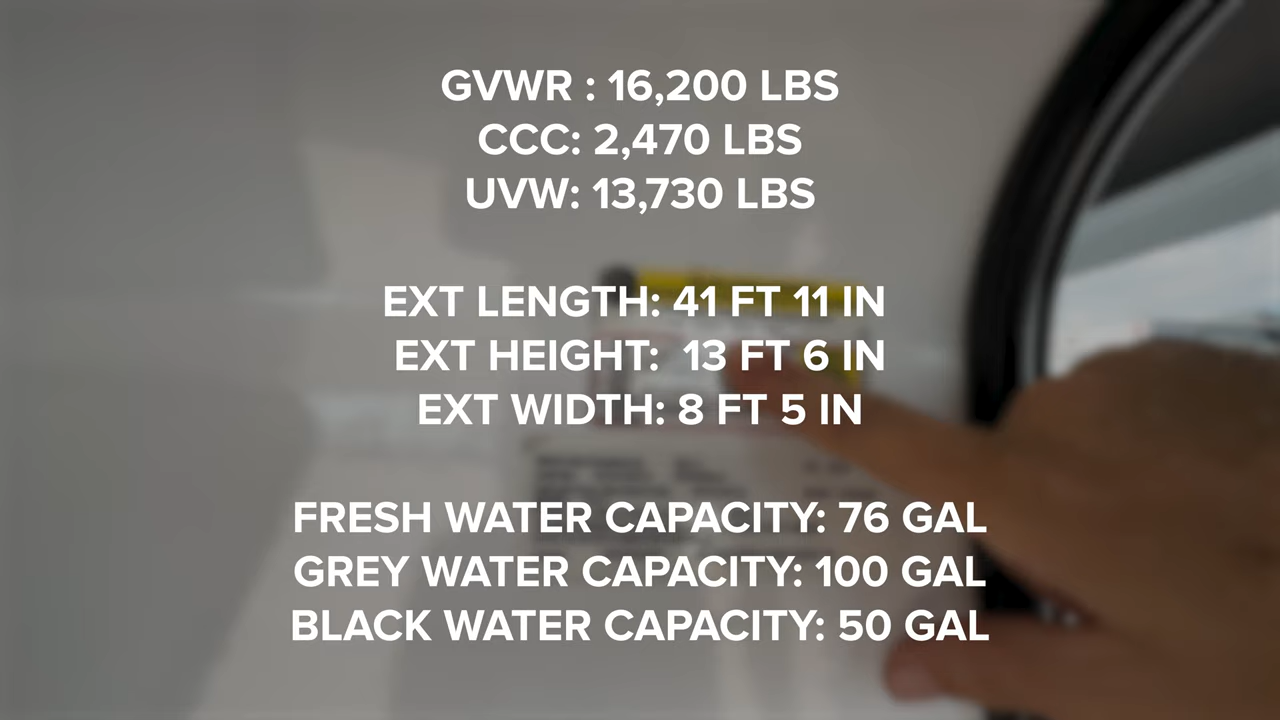 GVWR : 16,200 LBS
CCC: 2,470 LBS
UVW: 13,730 LBS
EXT LENGTH: 41 FT 11 IN
EXT HEIGHT: 13 FT 6 IN
EXT WIDTH: 8 FT 5 IN
FRESH WATER CAPACITY: 76 GAL
GREY WATER CAPACITY: 100 GAL
BLACK WATER CAPACITY: 50 GAL